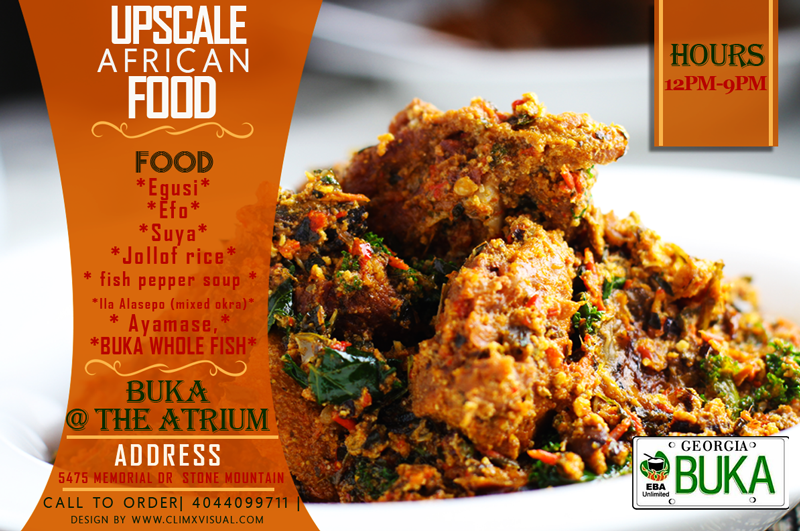 UPSCALE
AFRICAN
FOOD
FOOD
*Egusi*
*Efo*
*Suya*
*Jollof rice*
* fish pepper soup *
*Ila Alasepo (mixed okra)*
* Ayamase,*
*BUKA WHOLE FISH*
BUKA
@ THE ATRIUM
ADDRESS
5475 MEMORIAL DR STONE MOUNTAIN
CALL TO ORDER| 4044099711 |
DESIGN BY WWW.CLIMXVISUAL.COM
HOURS
12PM-9PM
GEORGIA
BUKA
EBA
Unlimited